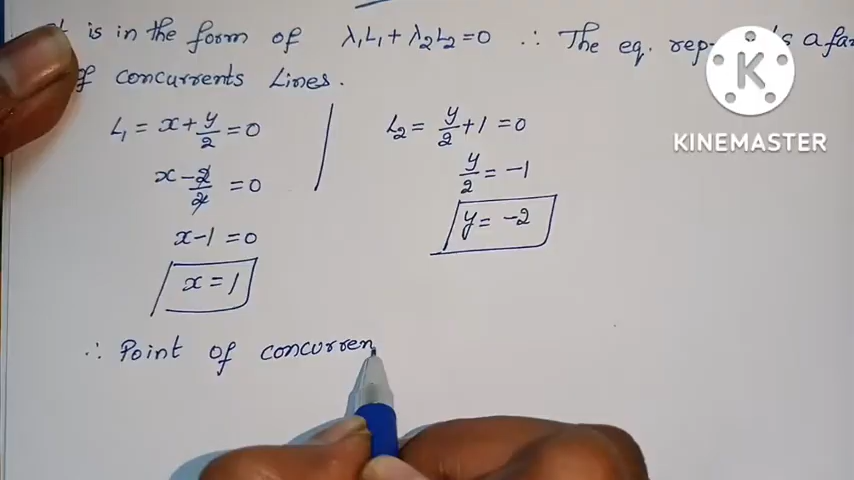 is in the form of λ₁L₁ + λ₂L₂ = 0 ∴ The eq. rep a fam
of concurrents Lines.
L₁ = x + y/2 = 0
x - 2/2 = 0
x - 1 = 0
x = 1
L₂ = y/2 + 1 = 0
y/2 = -1
y = -2
∴ Point of concurren
K
KINEMASTER